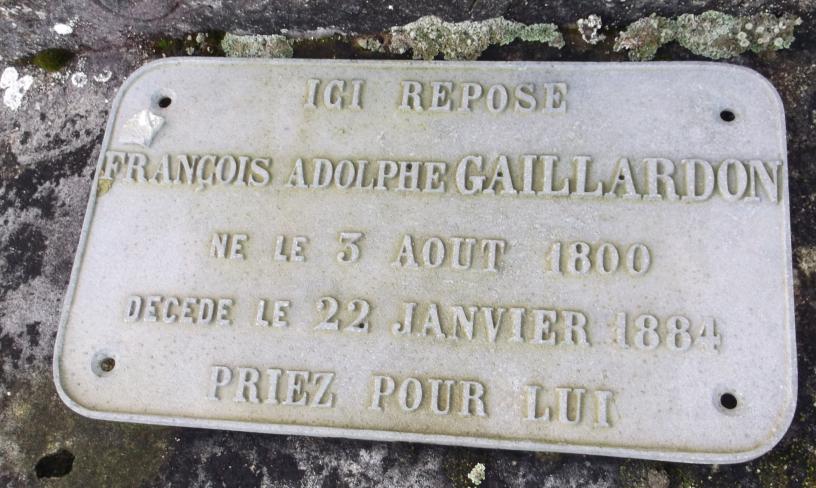 ICI REPOSE
FRANÇOIS ADOLPHE GAILLARDON
NE LE 3 AOUT 1800
DECEDE LE 22 JANVIER 1884
PRIEZ POUR LUI